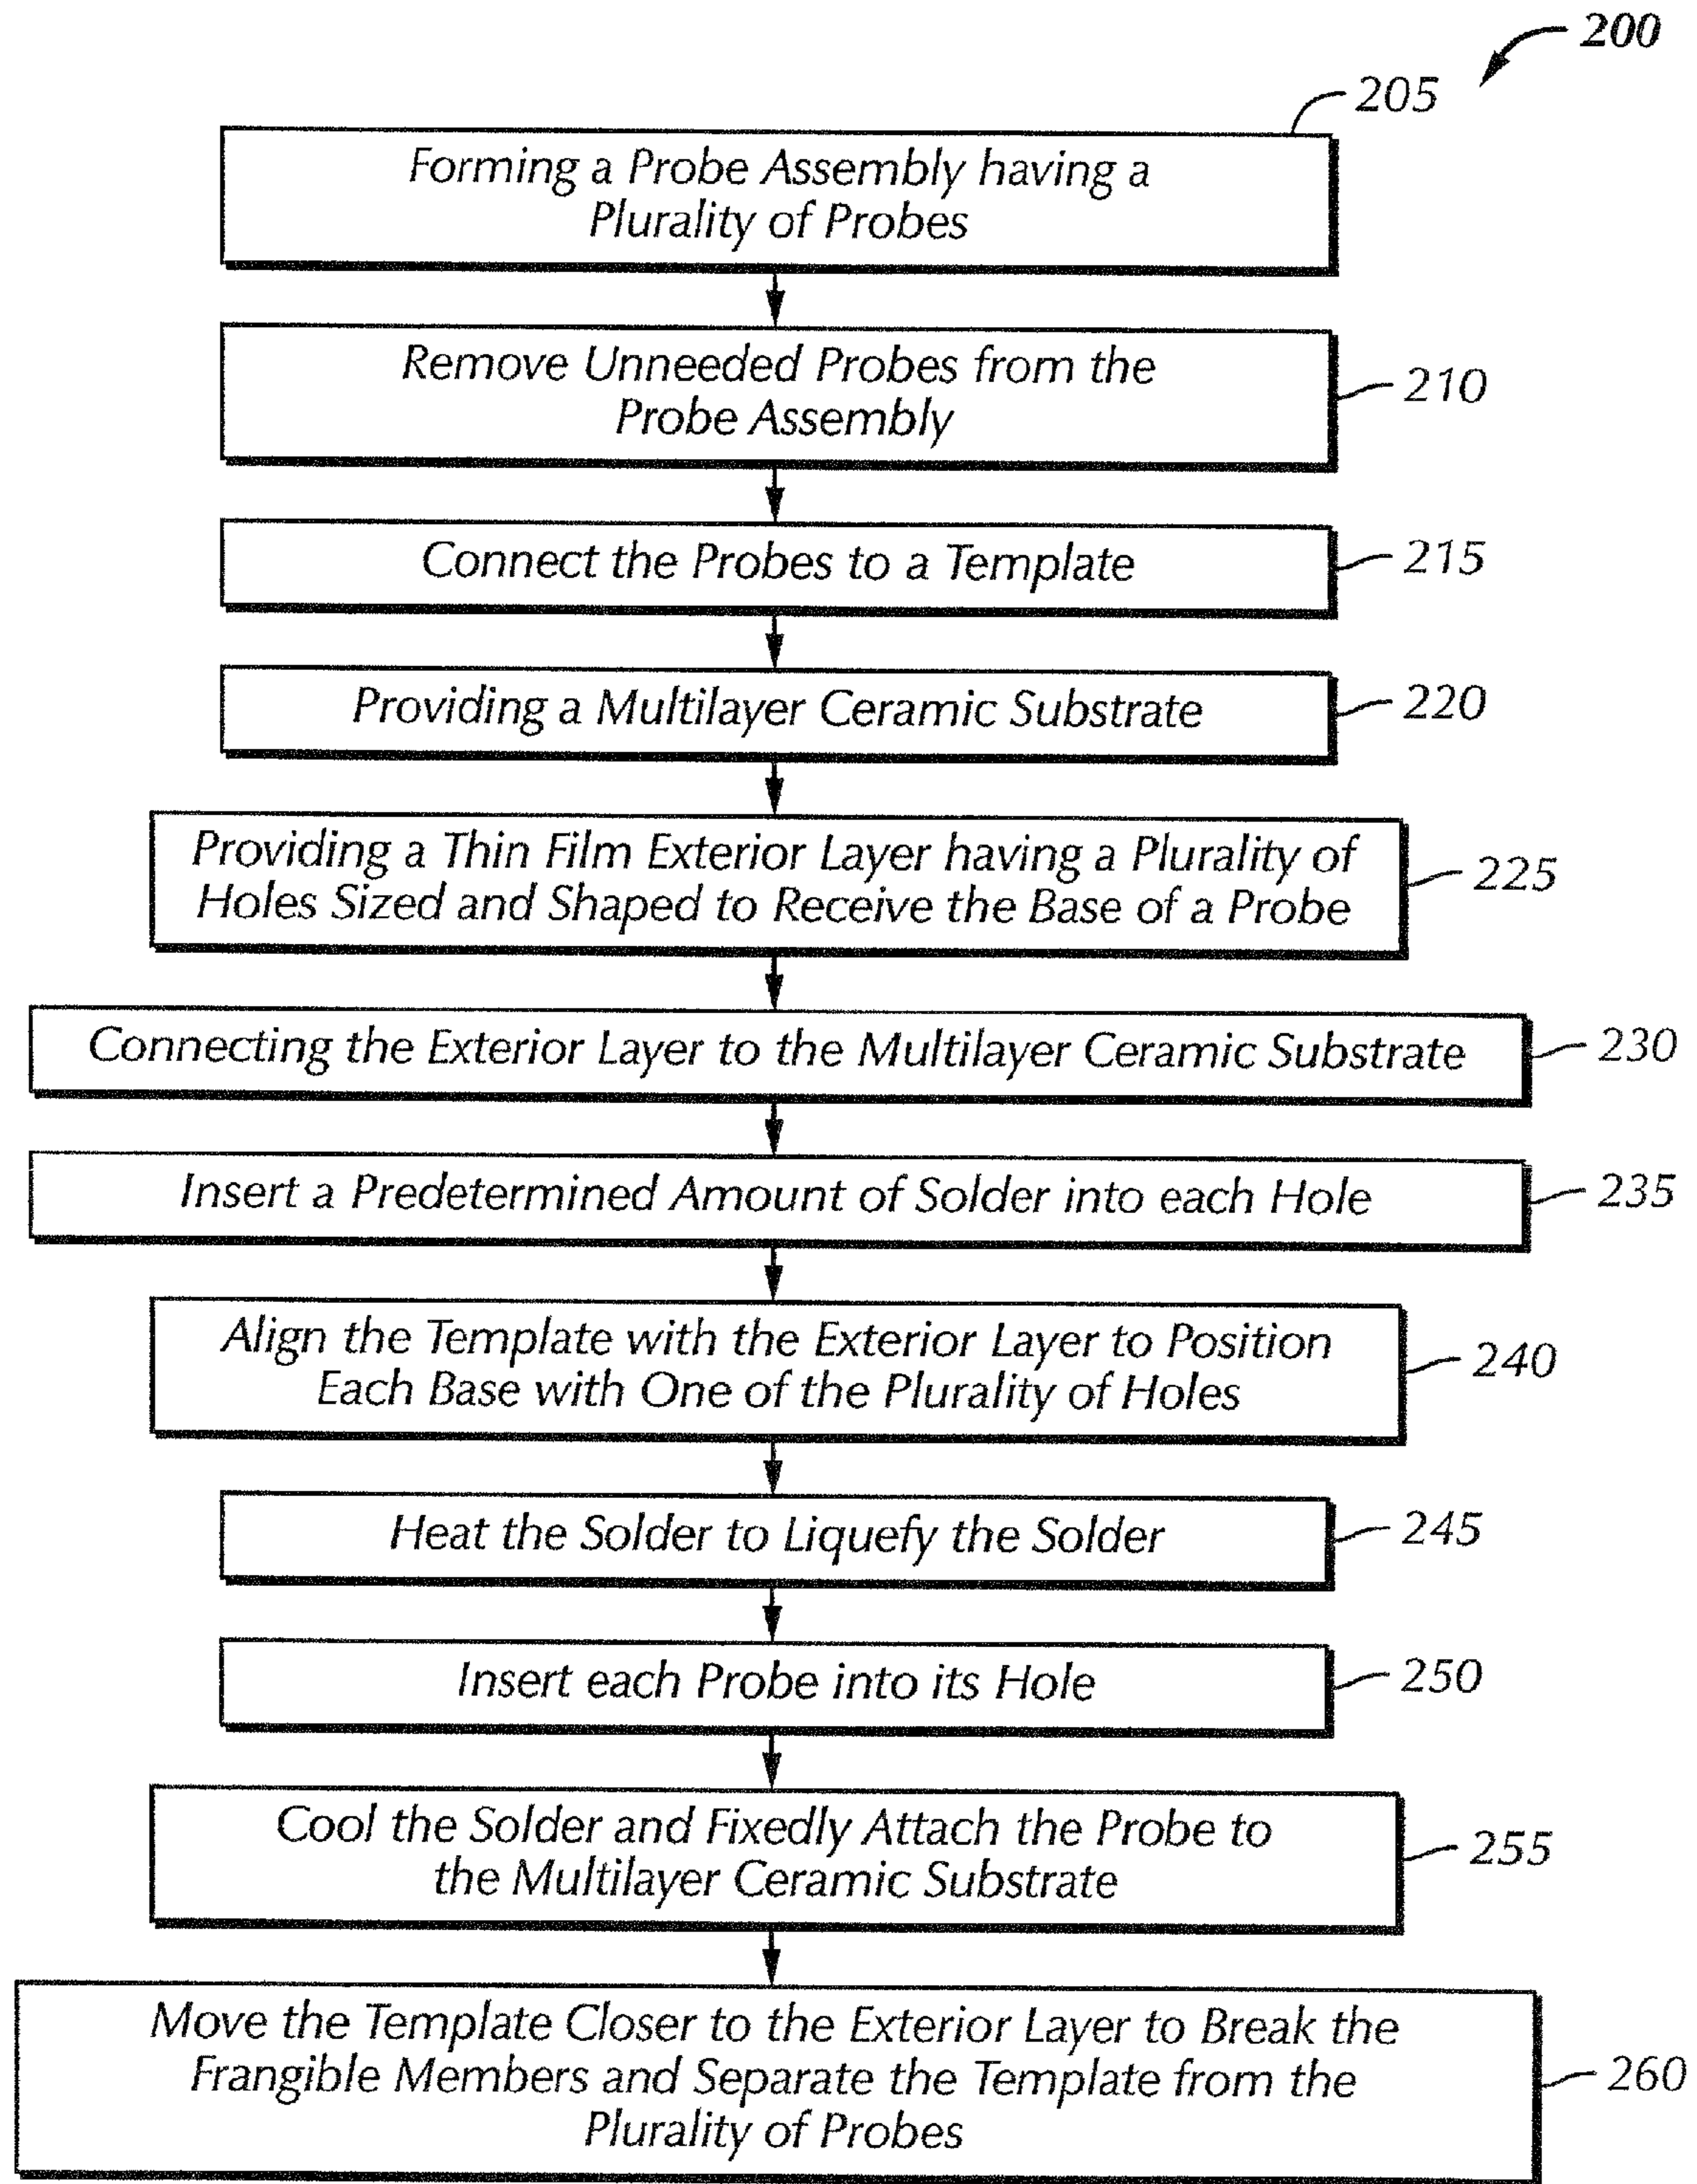 200
205
Forming a Probe Assembly having a
Plurality of Probes
Remove Unneeded Probes from the
Probe Assembly
210
Connect the Probes to a Template
215
Providing a Multilayer Ceramic Substrate
220
Providing a Thin Film Exterior Layer having a Plurality of
Holes Sized and Shaped to Receive the Base of a Probe
225
Connecting the Exterior Layer to the Multilayer Ceramic Substrate
230
Insert a Predetermined Amount of Solder into each Hole
235
Align the Template with the Exterior Layer to Position
Each Base with One of the Plurality of Holes
240
Heat the Solder to Liquefy the Solder
245
Insert each Probe into its Hole
250
Cool the Solder and Fixedly Attach the Probe to
the Multilayer Ceramic Substrate
255
Move the Template Closer to the Exterior Layer to Break the
Frangible Members and Separate the Template from the
Plurality of Probes
260